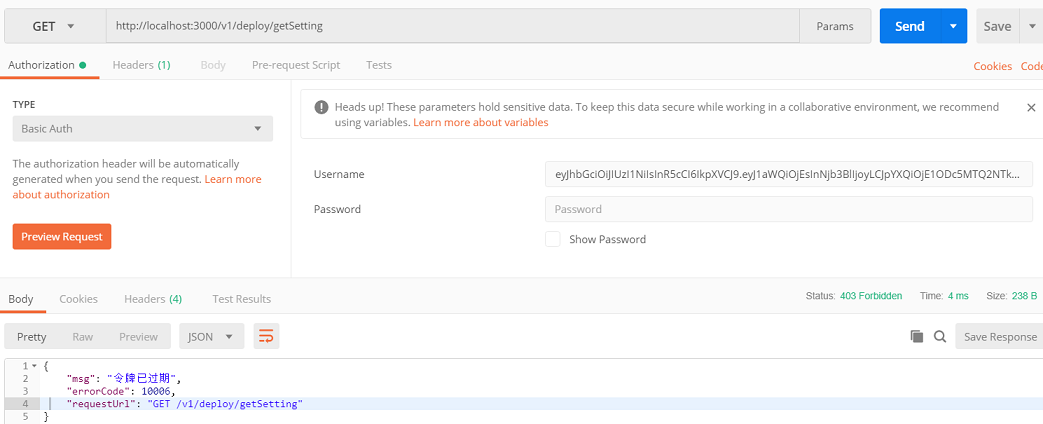 GET
http://localhost:3000/v1/deploy/getSetting
Params
Send
Save
Authorization
Headers (1)
Body
Pre-request Script
Tests
Cookies
Code
TYPE
Basic Auth
The authorization header will be automatically
generated when you send the request. Learn more
about authorization
Preview Request
Heads up! These parameters hold sensitive data. To keep this data secure while working in a collaborative environment, we recommend
using variables. Learn more about variables
Username
Password
Password
Show Password
Body
Cookies
Headers (4)
Test Results
Status: 403 Forbidden
Time: 4 ms
Size: 238 B
Pretty
Raw
Preview
JSON
Save Response
1 {
2 "msg": "令牌已过期",
3 "errorCode": 10006,
4 "requestUrl": "GET /v1/deploy/getSetting"
5 }